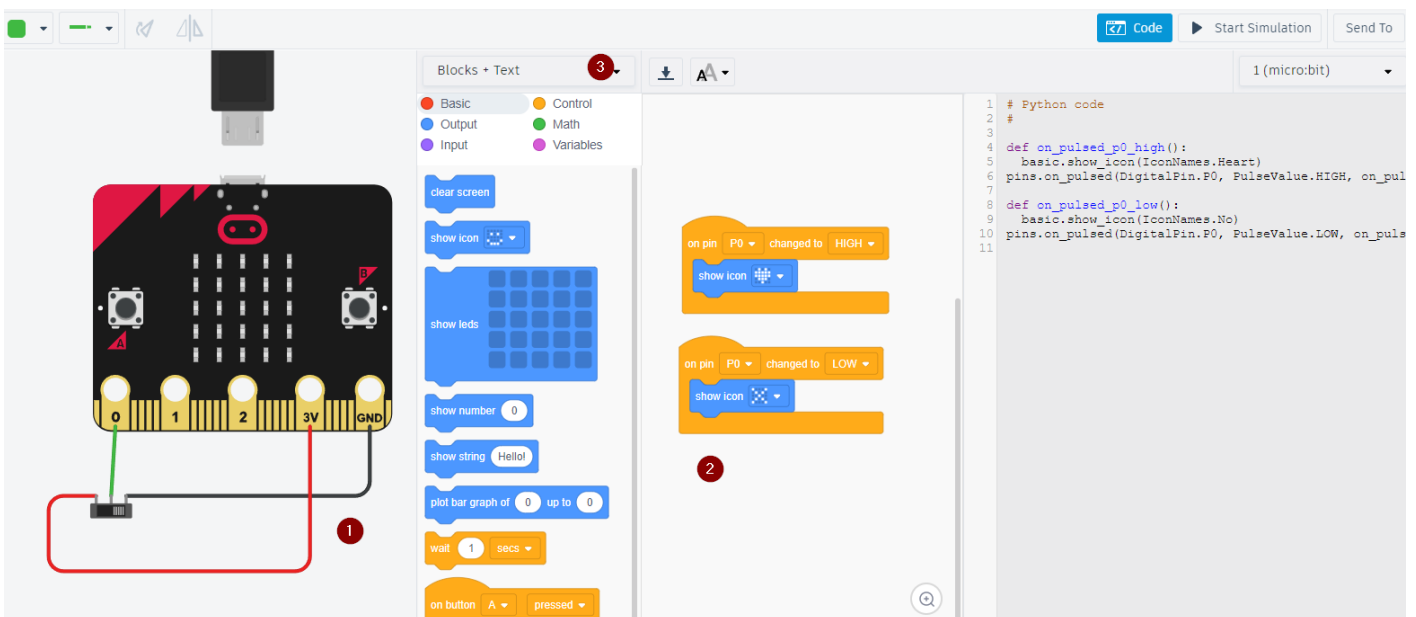 Code
Start Simulation
Send To
Blocks + Text
3
1 (micro:bit)
Basic
Control
Output
Math
Input
Variables
clear screen
show icon
show leds
show number 0
show string Hello!
plot bar graph of 0 up to 0
wait 1 secs
on button A pressed
on pin P0 changed to HIGH
show icon
on pin P0 changed to LOW
show icon
2
1 # Python code
2 #
3
4 def on_pulsed_p0_high():
5 basic.show_icon(IconNames.Heart)
6 pins.on_pulsed(DigitalPin.P0, PulseValue.HIGH, on_pul
7
8 def on_pulsed_p0_low():
9 basic.show_icon(IconNames.No)
10 pins.on_pulsed(DigitalPin.P0, PulseValue.LOW, on_puls
11
B
A
0 1 2 3V GND
1